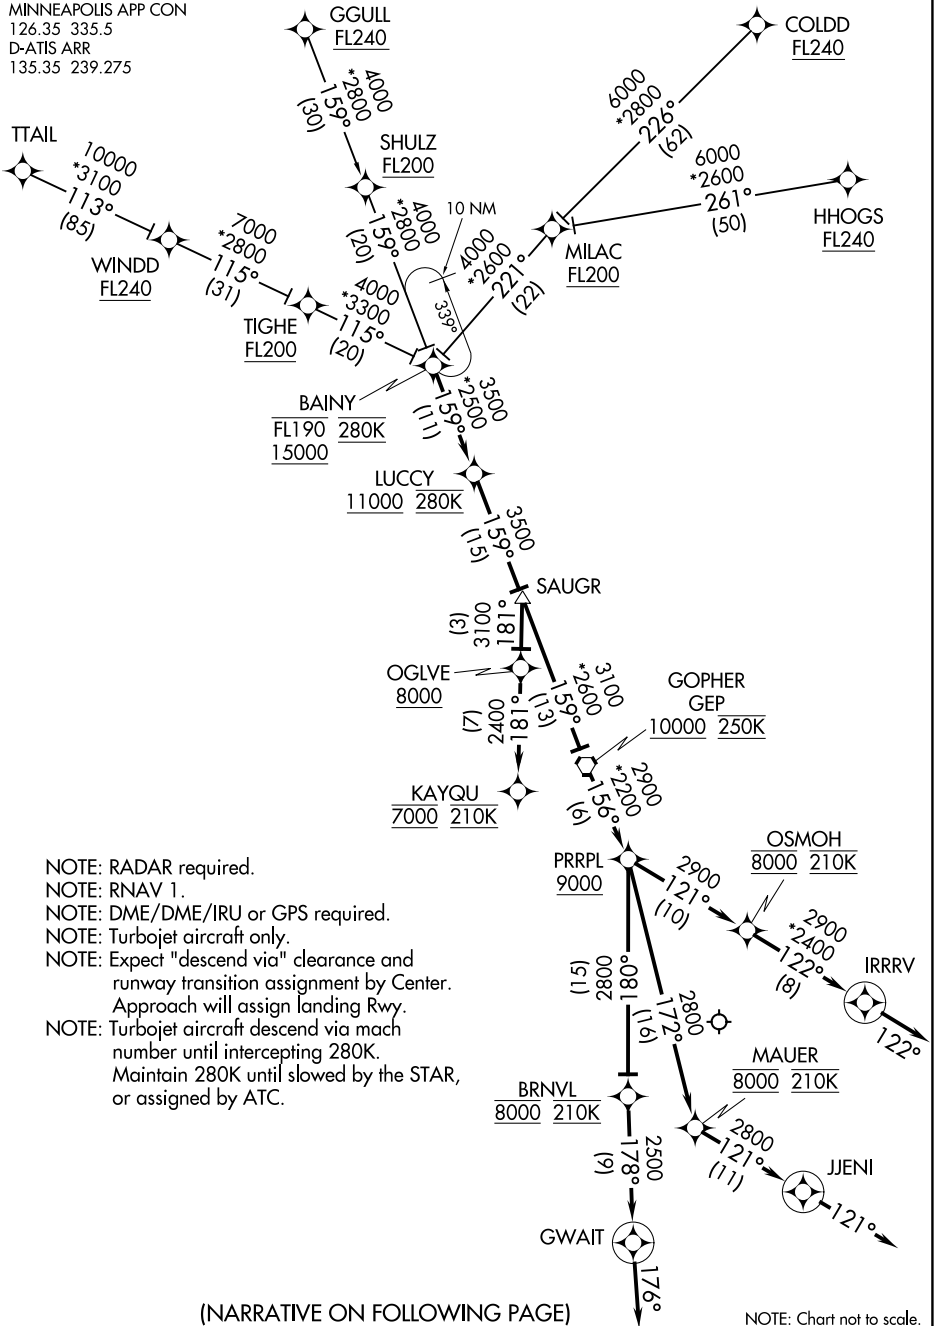 MINNEAPOLIS APP CON
126.35 335.5
D-ATIS ARR
135.35 239.275
GGULL
FL240
COLDD
FL240
4000
*2800
159°
(30)
6000
*2800
226°
(62)
TTAIL
10000
*3100
113°
(85)
SHULZ
FL200
6000
*2600
261°
(50)
HHOGS
FL240
WINDD
FL240
7000
*2800
115°
(31)
4000
*2800
159°
(20)
10 NM
339°
4000
*2600
221°
(22)
MILAC
FL200
TIGHE
FL200
4000
*3300
115°
(20)
BAINY
FL190 280K
15000
3500
*2500
159°
(11)
LUCCY
11000 280K
3500
159°
(15)
SAUGR
181°
3100
(3)
OGLVE
8000
3100
*2600
159°
(13)
GOPHER
GEP
10000 250K
181°
2400
(7)
KAYQU
7000 210K
2900
*2200
156°
(6)
PRRPL
9000
OSMOH
8000 210K
2900
121°
(10)
2900
*2400
122°
(8)
IRRRV
122°
NOTE: RADAR required.
NOTE: RNAV 1.
NOTE: DME/DME/IRU or GPS required.
NOTE: Turbojet aircraft only.
NOTE: Expect "descend via" clearance and
runway transition assignment by Center.
Approach will assign landing Rwy.
NOTE: Turbojet aircraft descend via mach
number until intercepting 280K.
Maintain 280K until slowed by the STAR,
or assigned by ATC.
180°
2800
(15)
2800
172°
(16)
MAUER
8000 210K
BRNVL
8000 210K
2800
121°
(11)
JJENI
121°
2500
178°
(9)
GWAIT
176°
(NARRATIVE ON FOLLOWING PAGE)
NOTE: Chart not to scale.